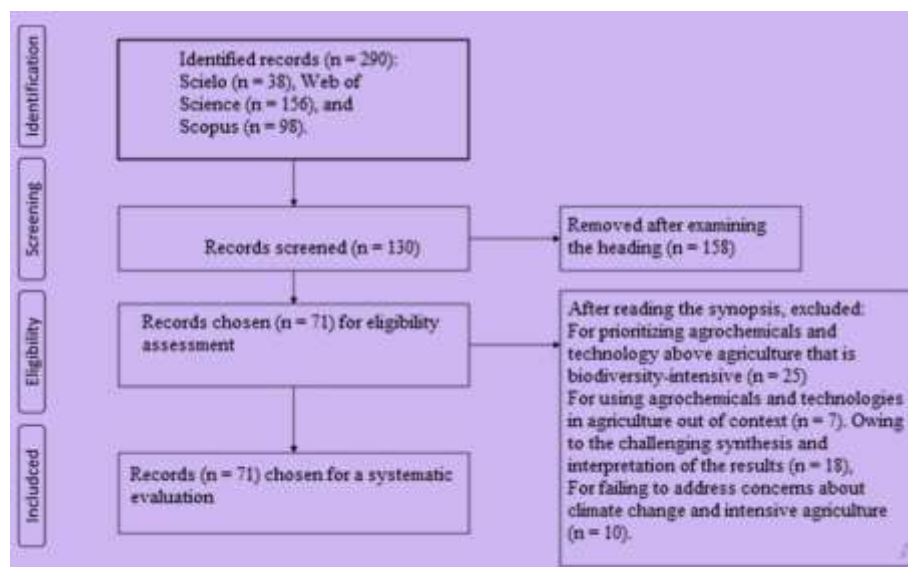 Identification
Identified records (n = 290):
Scielo (n = 38), Web of
Science (n = 156), and
Scopus (n = 98).
Screening
Records screened (n = 130)
Removed after examining
the heading (n = 158)
Eligibility
Records chosen (n = 71) for eligibility
assessment
After reading the synopsis, excluded:
For prioritizing agrochemicals and
technology above agriculture that is
biodiversity-intensive (n = 25)
For using agrochemicals and technologies
in agriculture out of contest (n = 7). Owing
to the challenging synthesis and
interpretation of the results (n = 18),
For failing to address concerns about
climate change and intensive agriculture
(n = 10).
Includced
Records (n = 71) chosen for a systematic
evaluation